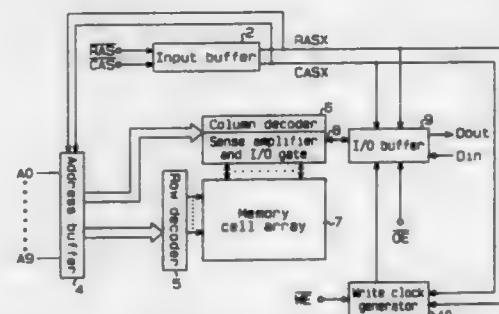 2
RAS
CAS
Input buffer
RASX
CASX
6
Column decoder
8
Sense amplifier
and I/O gate
9
I/O buffer
Dout
Din
A0
A9
Address buffer
4
Row decoder
5
Memory
cell array
7
OE
WE
Write clock
generator
10